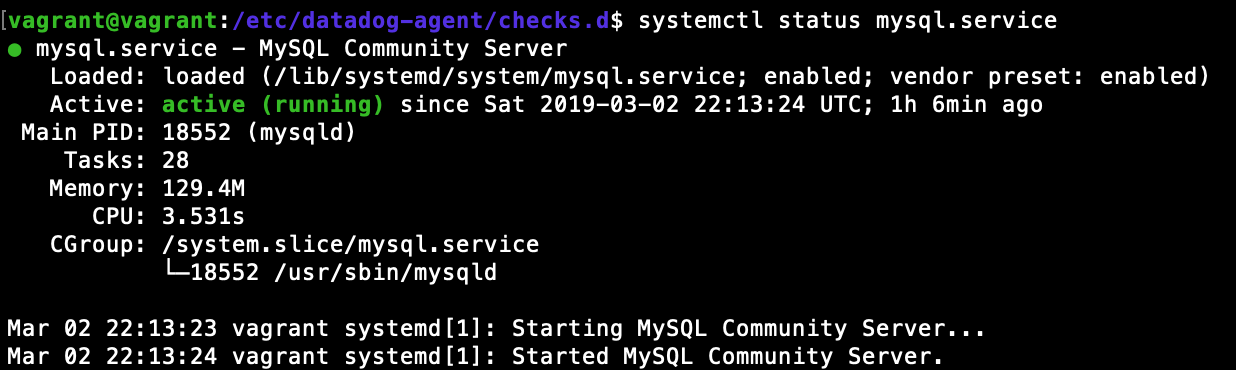 [vagrant@vagrant:/etc/datadog-agent/checks.d$ systemctl status mysql.service
● mysql.service - MySQL Community Server
   Loaded: loaded (/lib/systemd/system/mysql.service; enabled; vendor preset: enabled)
   Active: active (running) since Sat 2019-03-02 22:13:24 UTC; 1h 6min ago
 Main PID: 18552 (mysqld)
    Tasks: 28
   Memory: 129.4M
      CPU: 3.531s
   CGroup: /system.slice/mysql.service
           └─18552 /usr/sbin/mysqld

Mar 02 22:13:23 vagrant systemd[1]: Starting MySQL Community Server...
Mar 02 22:13:24 vagrant systemd[1]: Started MySQL Community Server.